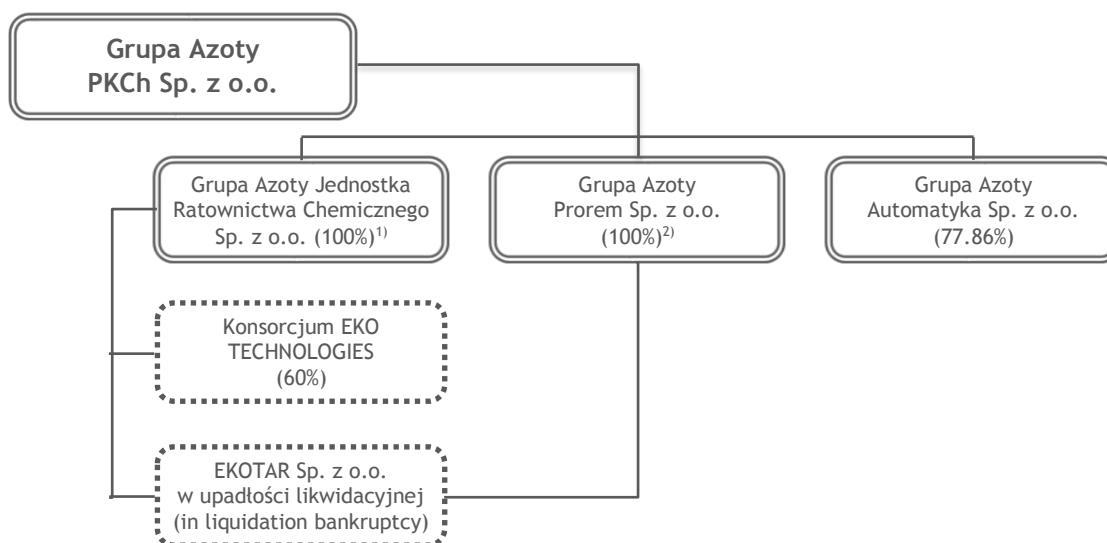 Grupa Azoty
PKCh Sp. z o.o.
Grupa Azoty Jednostka
Ratownictwa Chemicznego
Sp. z o.o. (100%)1)
Grupa Azoty
Prorem Sp. z o.o.
(100%)2)
Grupa Azoty
Automatyka Sp. z o.o.
(77.86%)
Konsorcjum EKO
TECHNOLOGIES
(60%)
EKOTAR Sp. z o.o.
w upadłości likwidacyjnej
(in liquidation bankruptcy)